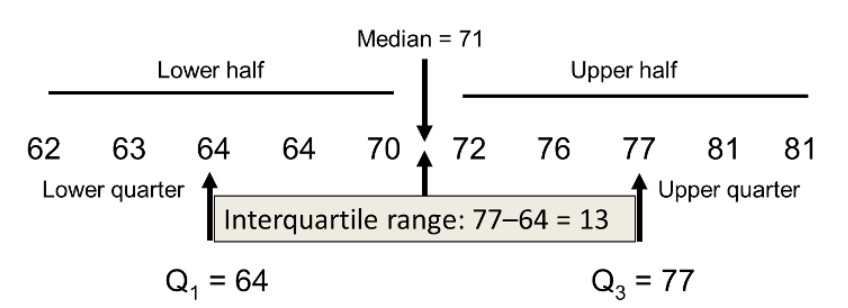 Median = 71
Lower half
Upper half
62 63 64 64 70 72 76 77 81 81
Lower quarter
Upper quarter
Interquartile range: 77–64 = 13
Q₁ = 64
Q₃ = 77